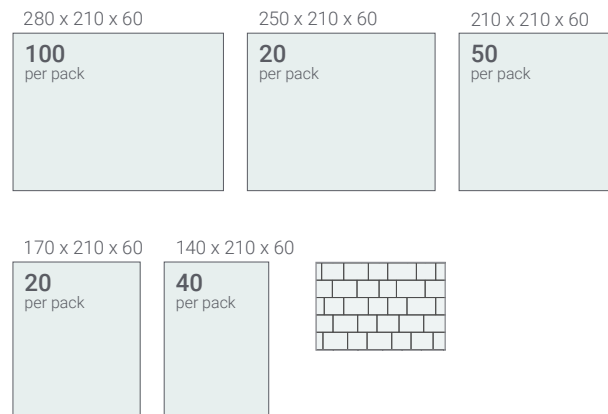 280 x 210 x 60
250 x 210 x 60
210 x 210 x 60
100
per pack
20
per pack
50
per pack
170 x 210 x 60
140 x 210 x 60
20
per pack
40
per pack